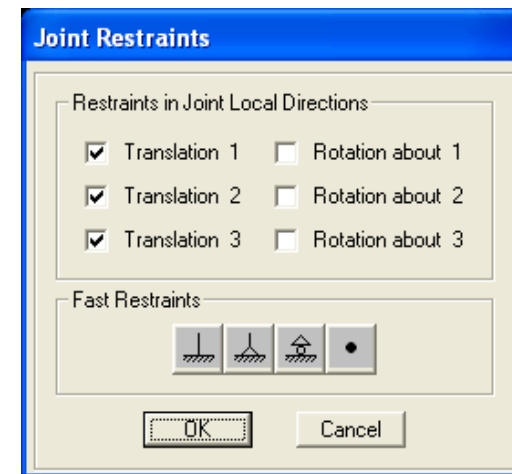 Joint Restraints
Restraints in Joint Local Directions
Translation 1 Rotation about 1
Translation 2 Rotation about 2
Translation 3 Rotation about 3
Fast Restraints
OK Cancel